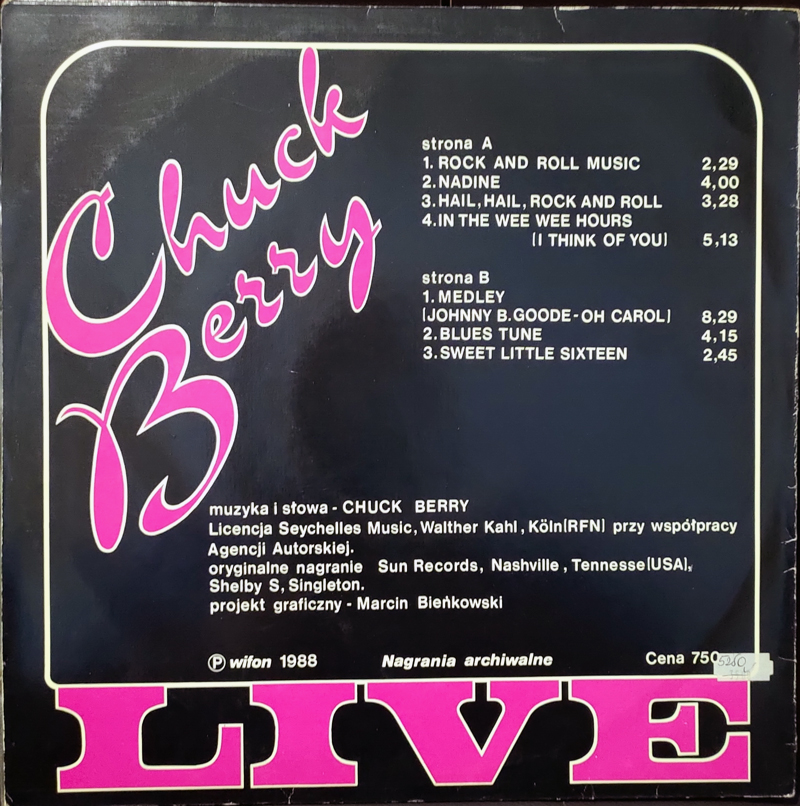 Chuck
Berry
strona A
1. ROCK AND ROLL MUSIC 2,29
2. NADINE 4,00
3. HAIL, HAIL, ROCK AND ROLL 3,28
4. IN THE WEE WEE HOURS
(I THINK OF YOU) 5,13
strona B
1. MEDLEY
(JOHNNY B. GOODE - OH CAROL) 8,29
2. BLUES TUNE 4,15
3. SWEET LITTLE SIXTEEN 2,45
muzyka i słowa - CHUCK BERRY
Licencja Seychelles Music, Walther Kahl, Köln(RFN) przy współpracy
Agencji Autorskiej.
oryginalne nagranie Sun Records, Nashville, Tennesse(USA),
Shelby S, Singleton.
projekt graficzny - Marcin Bieńkowski
℗ wifon 1988 Nagrania archiwalne Cena 750
LIVE